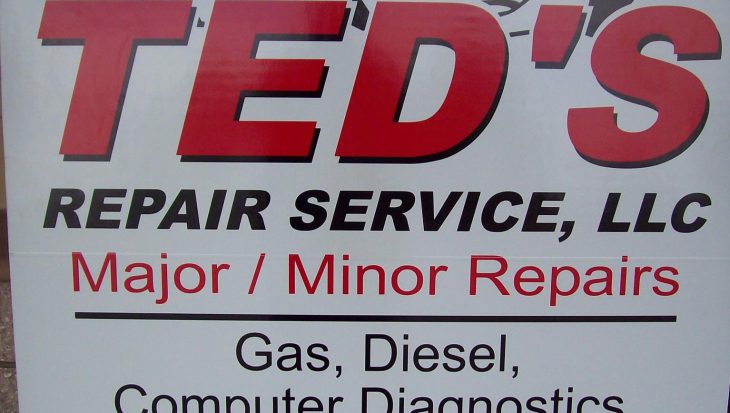 TED'S
REPAIR SERVICE, LLC
Major / Minor Repairs
Gas, Diesel,
Computer Diagnostics